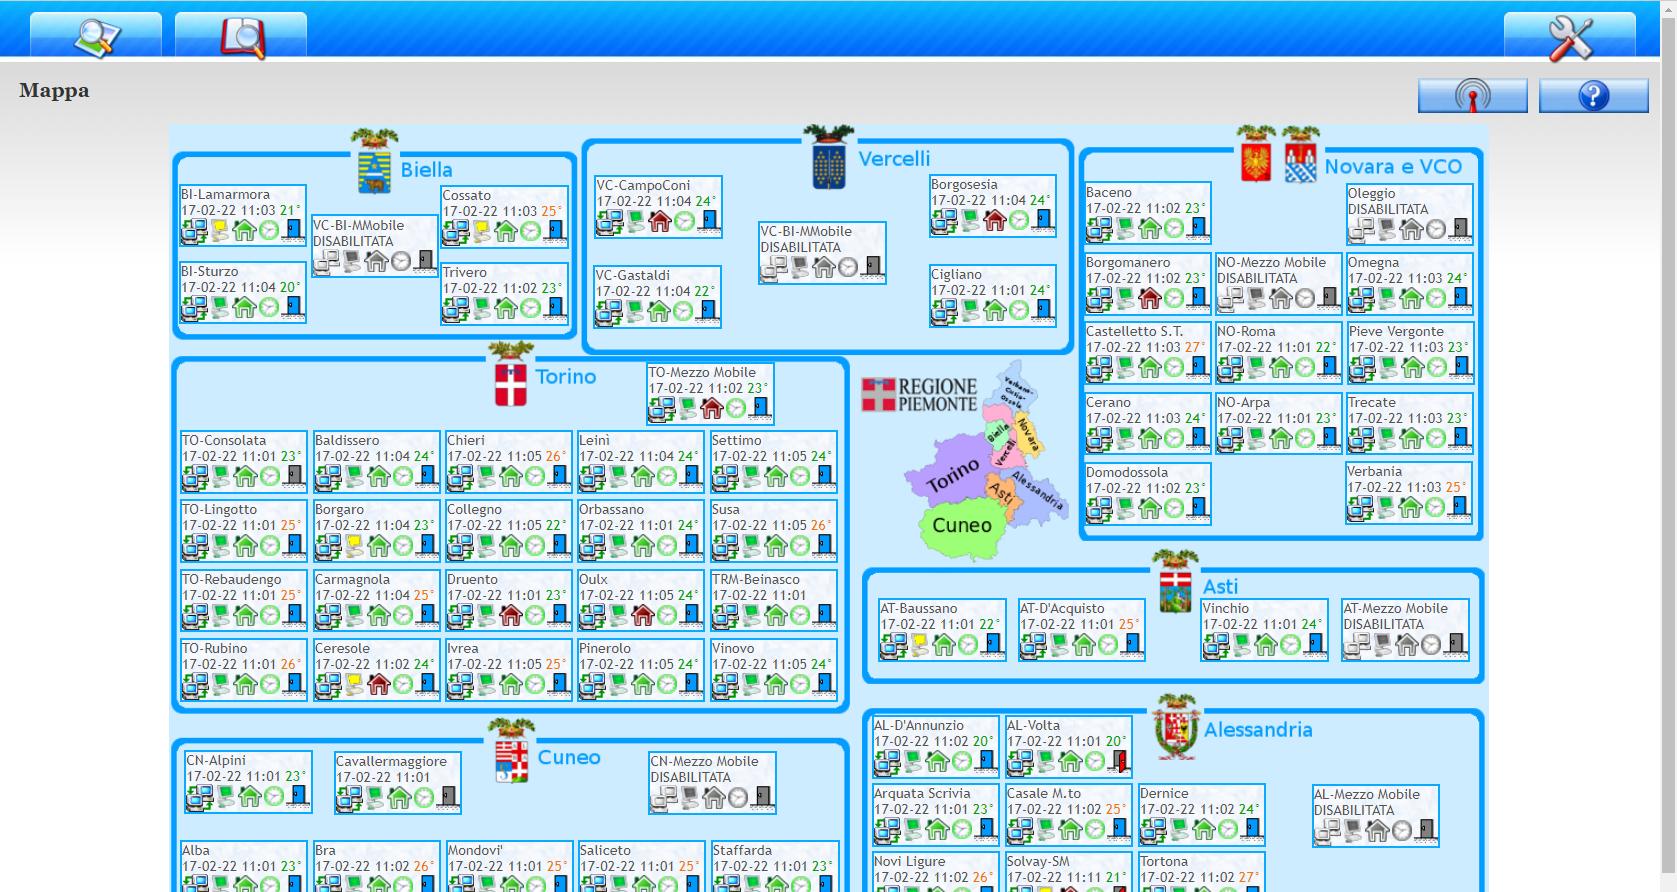 Mappa
Biella
BI-Lamarmora
17-02-22 11:03 21°
Cossato
17-02-22 11:03 25°
VC-BI-MMobile
DISABILITATA
BI-Sturzo
17-02-22 11:04 20°
Trivero
17-02-22 11:02 23°
Vercelli
VC-CampoConi
17-02-22 11:04 24°
Borgosesia
17-02-22 11:04 24°
VC-BI-MMobile
DISABILITATA
VC-Gastaldi
17-02-22 11:04 22°
Cigliano
17-02-22 11:01 24°
Novara e VCO
Baceno
17-02-22 11:02 23°
Oleggio
DISABILITATA
Borgomanero
17-02-22 11:02 23°
NO-Mezzo Mobile
DISABILITATA
Omegna
17-02-22 11:03 24°
Castelletto S.T.
17-02-22 11:03 27°
NO-Roma
17-02-22 11:01 22°
Pieve Vergonte
17-02-22 11:03 23°
Cerano
17-02-22 11:03 24°
NO-Arpa
17-02-22 11:01 23°
Trecate
17-02-22 11:03 23°
Domodossola
17-02-22 11:02 23°
Verbania
17-02-22 11:03 25°
Torino
TO-Mezzo Mobile
17-02-22 11:02 23°
TO-Consolata
17-02-22 11:01 23°
Baldissero
17-02-22 11:04 24°
Chieri
17-02-22 11:05 26°
Leinì
17-02-22 11:04 24°
Settimo
17-02-22 11:05 24°
TO-Lingotto
17-02-22 11:01 25°
Borgaro
17-02-22 11:04 23°
Collegno
17-02-22 11:05 22°
Orbassano
17-02-22 11:01 24°
Susa
17-02-22 11:05 26°
TO-Rebaudengo
17-02-22 11:01 25°
Carmagnola
17-02-22 11:04 25°
Druento
17-02-22 11:01 23°
Oulx
17-02-22 11:05 24°
TRM-Beinasco
17-02-22 11:01
TO-Rubino
17-02-22 11:01 26°
Ceresole
17-02-22 11:02 24°
Ivrea
17-02-22 11:05 25°
Pinerolo
17-02-22 11:05 24°
Vinovo
17-02-22 11:05 24°
REGIONE
PIEMONTE
Verbano-
Cusio-
Ossola
Biella
Novara
Vercelli
Torino
Asti
Alessandria
Cuneo
Asti
AT-Baussano
17-02-22 11:01 22°
AT-D'Acquisto
17-02-22 11:01 25°
Vinchio
17-02-22 11:01 24°
AT-Mezzo Mobile
DISABILITATA
Cuneo
CN-Alpini
17-02-22 11:01 23°
Cavallermaggiore
17-02-22 11:01
CN-Mezzo Mobile
DISABILITATA
Alba
17-02-22 11:01 23°
Bra
17-02-22 11:02 26°
Mondovi'
17-02-22 11:01 25°
Saliceto
17-02-22 11:01 25°
Staffarda
17-02-22 11:01 23°
Alessandria
AL-D'Annunzio
17-02-22 11:02 20°
AL-Volta
17-02-22 11:01 20°
Arquata Scrivia
17-02-22 11:01 23°
Casale M.to
17-02-22 11:02 25°
Dernice
17-02-22 11:02 24°
AL-Mezzo Mobile
DISABILITATA
Novi Ligure
17-02-22 11:02 26°
Solvay-SM
17-02-22 11:11 21°
Tortona
17-02-22 11:02 27°